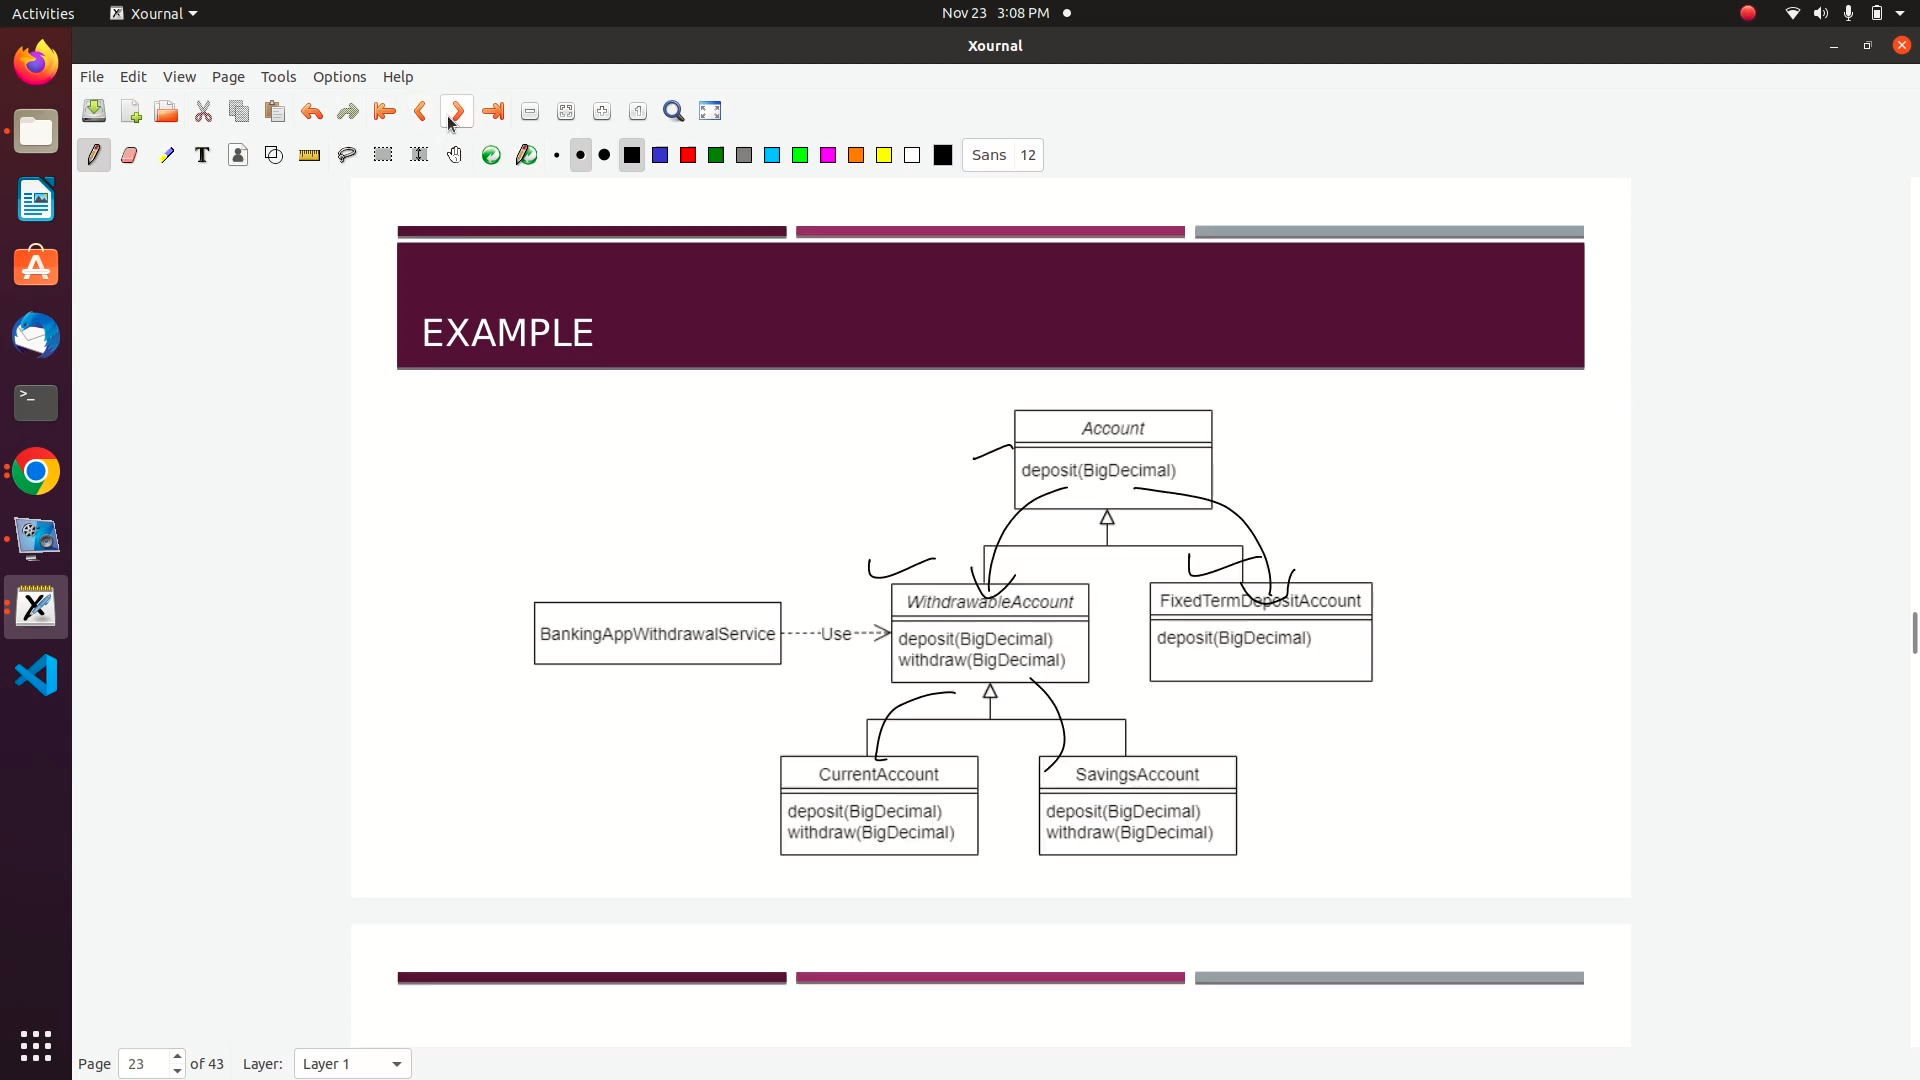 Activities Xournal Nov 23 3:08 PM
Xournal
File Edit View Page Tools Options Help
T Sans 12
EXAMPLE
Account
deposit(BigDecimal)
WithdrawableAccount
deposit(BigDecimal)
withdraw(BigDecimal)
FixedTermDepositAccount
deposit(BigDecimal)
BankingAppWithdrawalService Use
CurrentAccount
deposit(BigDecimal)
withdraw(BigDecimal)
SavingsAccount
deposit(BigDecimal)
withdraw(BigDecimal)
Page 23 of 43 Layer: Layer 1